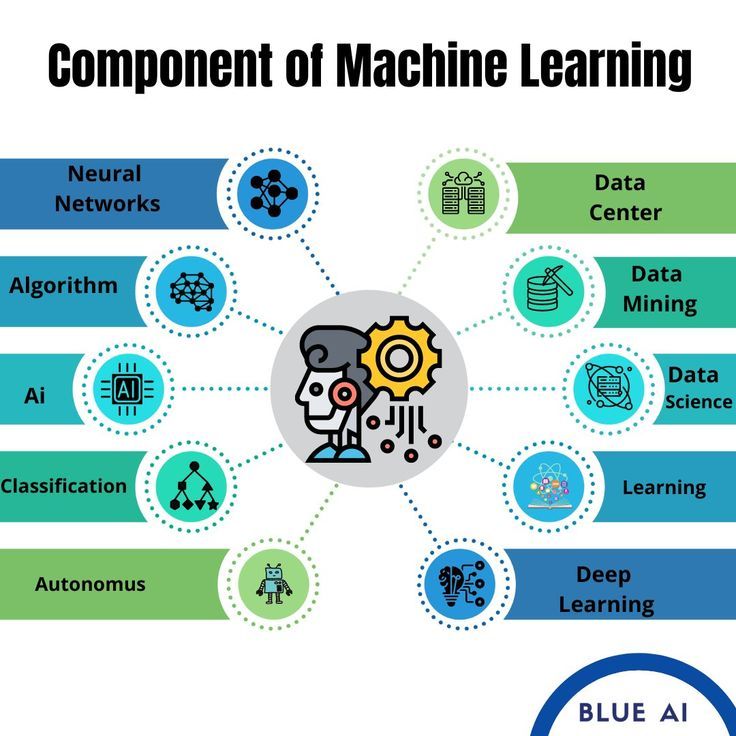 Component of Machine Learning
Neural
Networks
Algorithm
Ai
AI
Classification
Autonomus
Data
Center
Data
Mining
Data
Science
Learning
Deep
Learning
BLUE AI